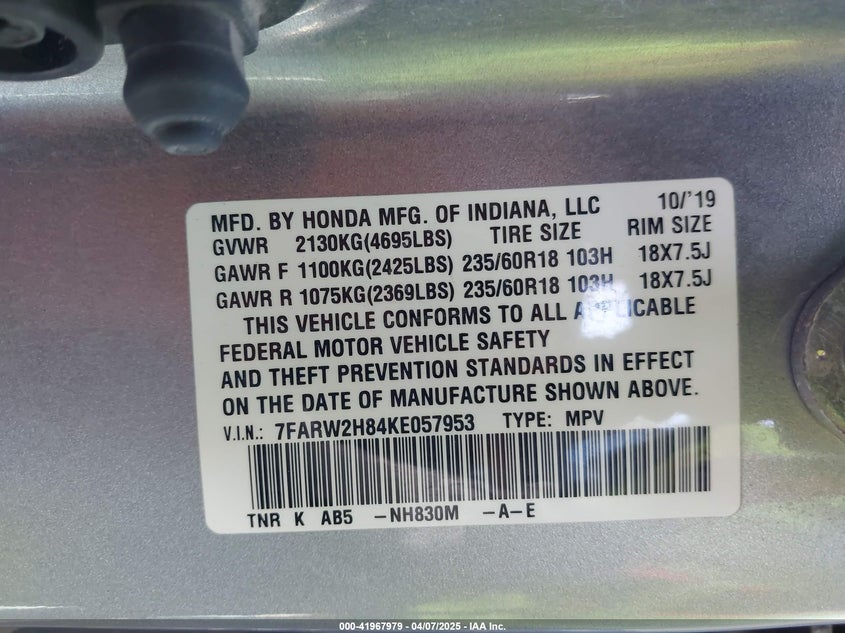 MFD. BY HONDA MFG. OF INDIANA, LLC 10/'19
GVWR 2130KG(4695LBS) TIRE SIZE RIM SIZE
GAWR F 1100KG(2425LBS) 235/60R18 103H 18X7.5J
GAWR R 1075KG(2369LBS) 235/60R18 103H 18X7.5J
THIS VEHICLE CONFORMS TO ALL APPLICABLE
FEDERAL MOTOR VEHICLE SAFETY
AND THEFT PREVENTION STANDARDS IN EFFECT
ON THE DATE OF MANUFACTURE SHOWN ABOVE.
V.I.N.: 7FARW2H84KE057953 TYPE: MPV
TNR K AB5 -NH830M -A-E
000-41967979 - 04/07/2025 - IAA Inc.